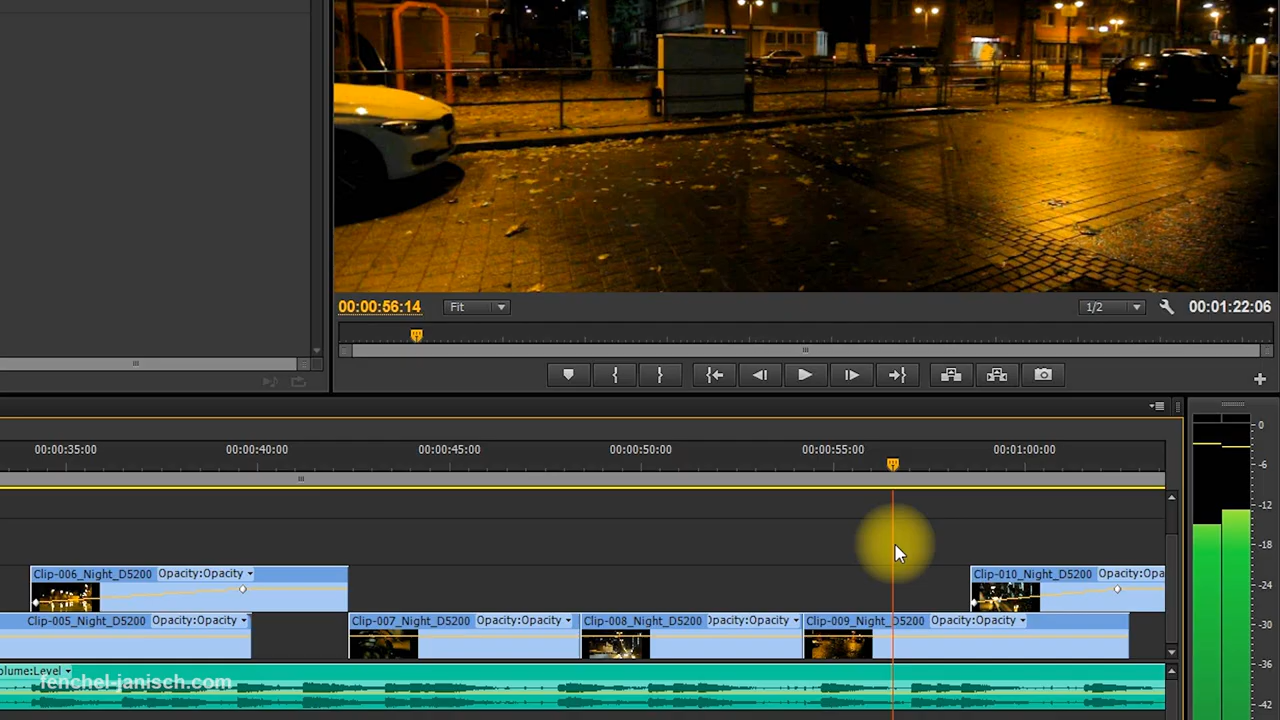 00:00:56:14 Fit 1/2 00:01:22:06
00:00:35:00 00:00:40:00 00:00:45:00 00:00:50:00 00:00:55:00 00:01:00:00
0
-6
-12
-18
-24
-30
-36
-42
Clip-006_Night_D5200 Opacity:Opacity Clip-010_Night_D5200 Opacity:Opa
Clip-005_Night_D5200 Opacity:Opacity Clip-007_Night_D5200 Opacity:Opacity Clip-008_Night_D5200 Opacity:Opacity Clip-009_Night_D5200 Opacity:Opacity
olume:Level
fenchel-janisch.com